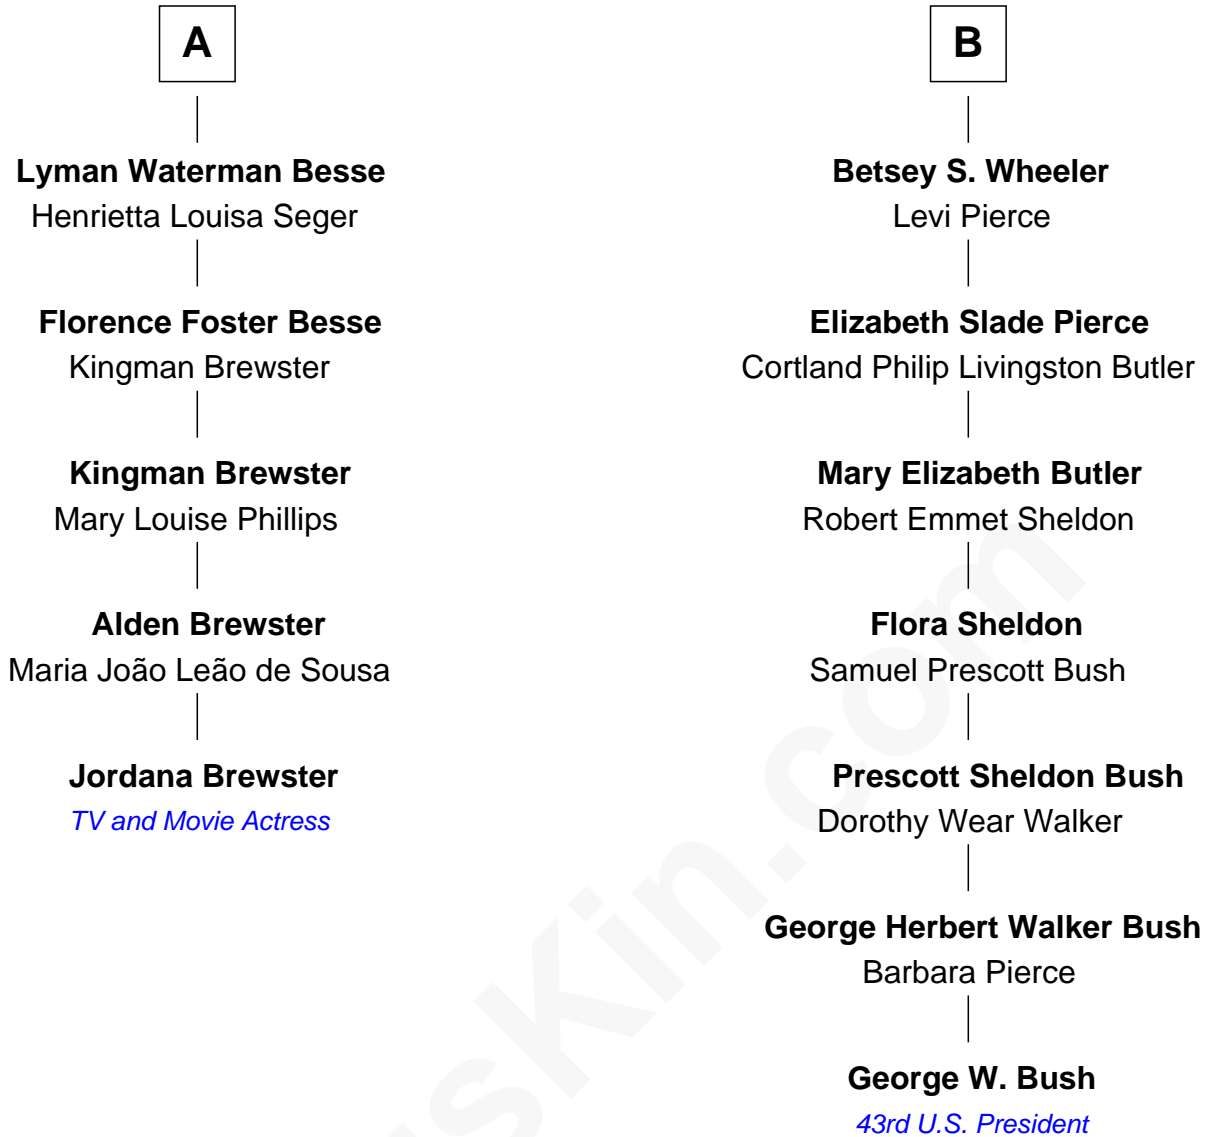 A
Lyman Waterman Besse
Henrietta Louisa Seger
Florence Foster Besse
Kingman Brewster
Kingman Brewster
Mary Louise Phillips
Alden Brewster
Maria João Leão de Sousa
Jordana Brewster
TV and Movie Actress
B
Betsey S. Wheeler
Levi Pierce
Elizabeth Slade Pierce
Cortland Philip Livingston Butler
Mary Elizabeth Butler
Robert Emmet Sheldon
Flora Sheldon
Samuel Prescott Bush
Prescott Sheldon Bush
Dorothy Wear Walker
George Herbert Walker Bush
Barbara Pierce
George W. Bush
43rd U.S. President